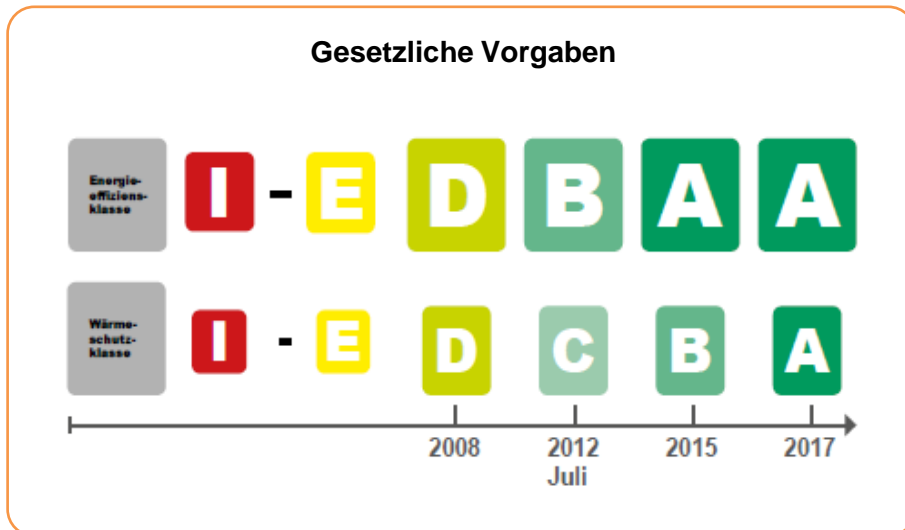 Gesetzliche Vorgaben
Energie-
effiziens-
klasse
I - E D B A A
Wärme-
schutz-
klasse
I - E D C B A
2008 2012 2015 2017
Juli